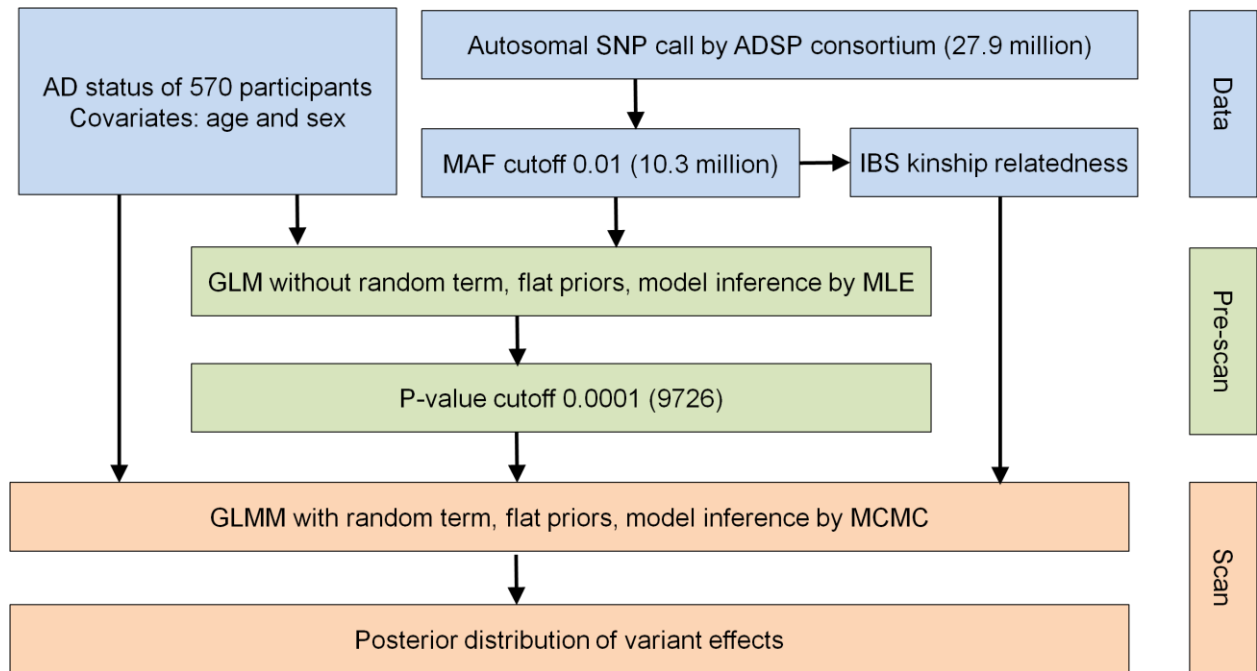 Autosomal SNP call by ADSP consortium (27.9 million)
AD status of 570 participants
Covariates: age and sex
MAF cutoff 0.01 (10.3 million)
IBS kinship relatedness
Data
GLM without random term, flat priors, model inference by MLE
P-value cutoff 0.0001 (9726)
Pre-scan
GLMM with random term, flat priors, model inference by MCMC
Posterior distribution of variant effects
Scan